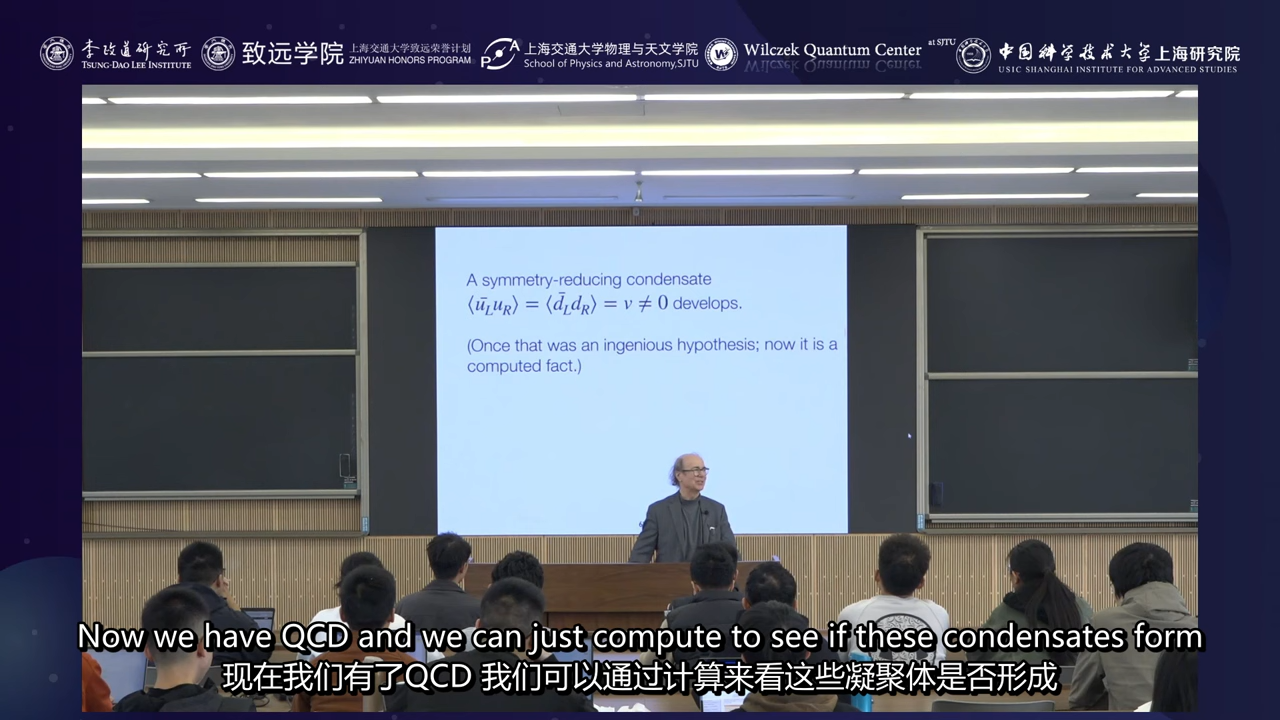 李政道研究所
TSUNG-DAO LEE INSTITUTE
致远学院
上海交通大学致远荣誉计划
ZHIYUAN HONORS PROGRAM
上海交通大学物理与天文学院
School of Physics and Astronomy,SJTU
Wilczek Quantum Center at SJTU
中国科学技术大学上海研究院
USTC SHANGHAI INSTITUTE FOR ADVANCED STUDIES
A symmetry-reducing condensate
⟨ūLuR⟩ = ⟨d̄LdR⟩ = v ≠ 0 develops.
(Once that was an ingenious hypothesis; now it is a
computed fact.)
Now we have QCD and we can just compute to see if these condensates form
现在我们有了QCD 我们可以通过计算来看这些凝聚体是否形成